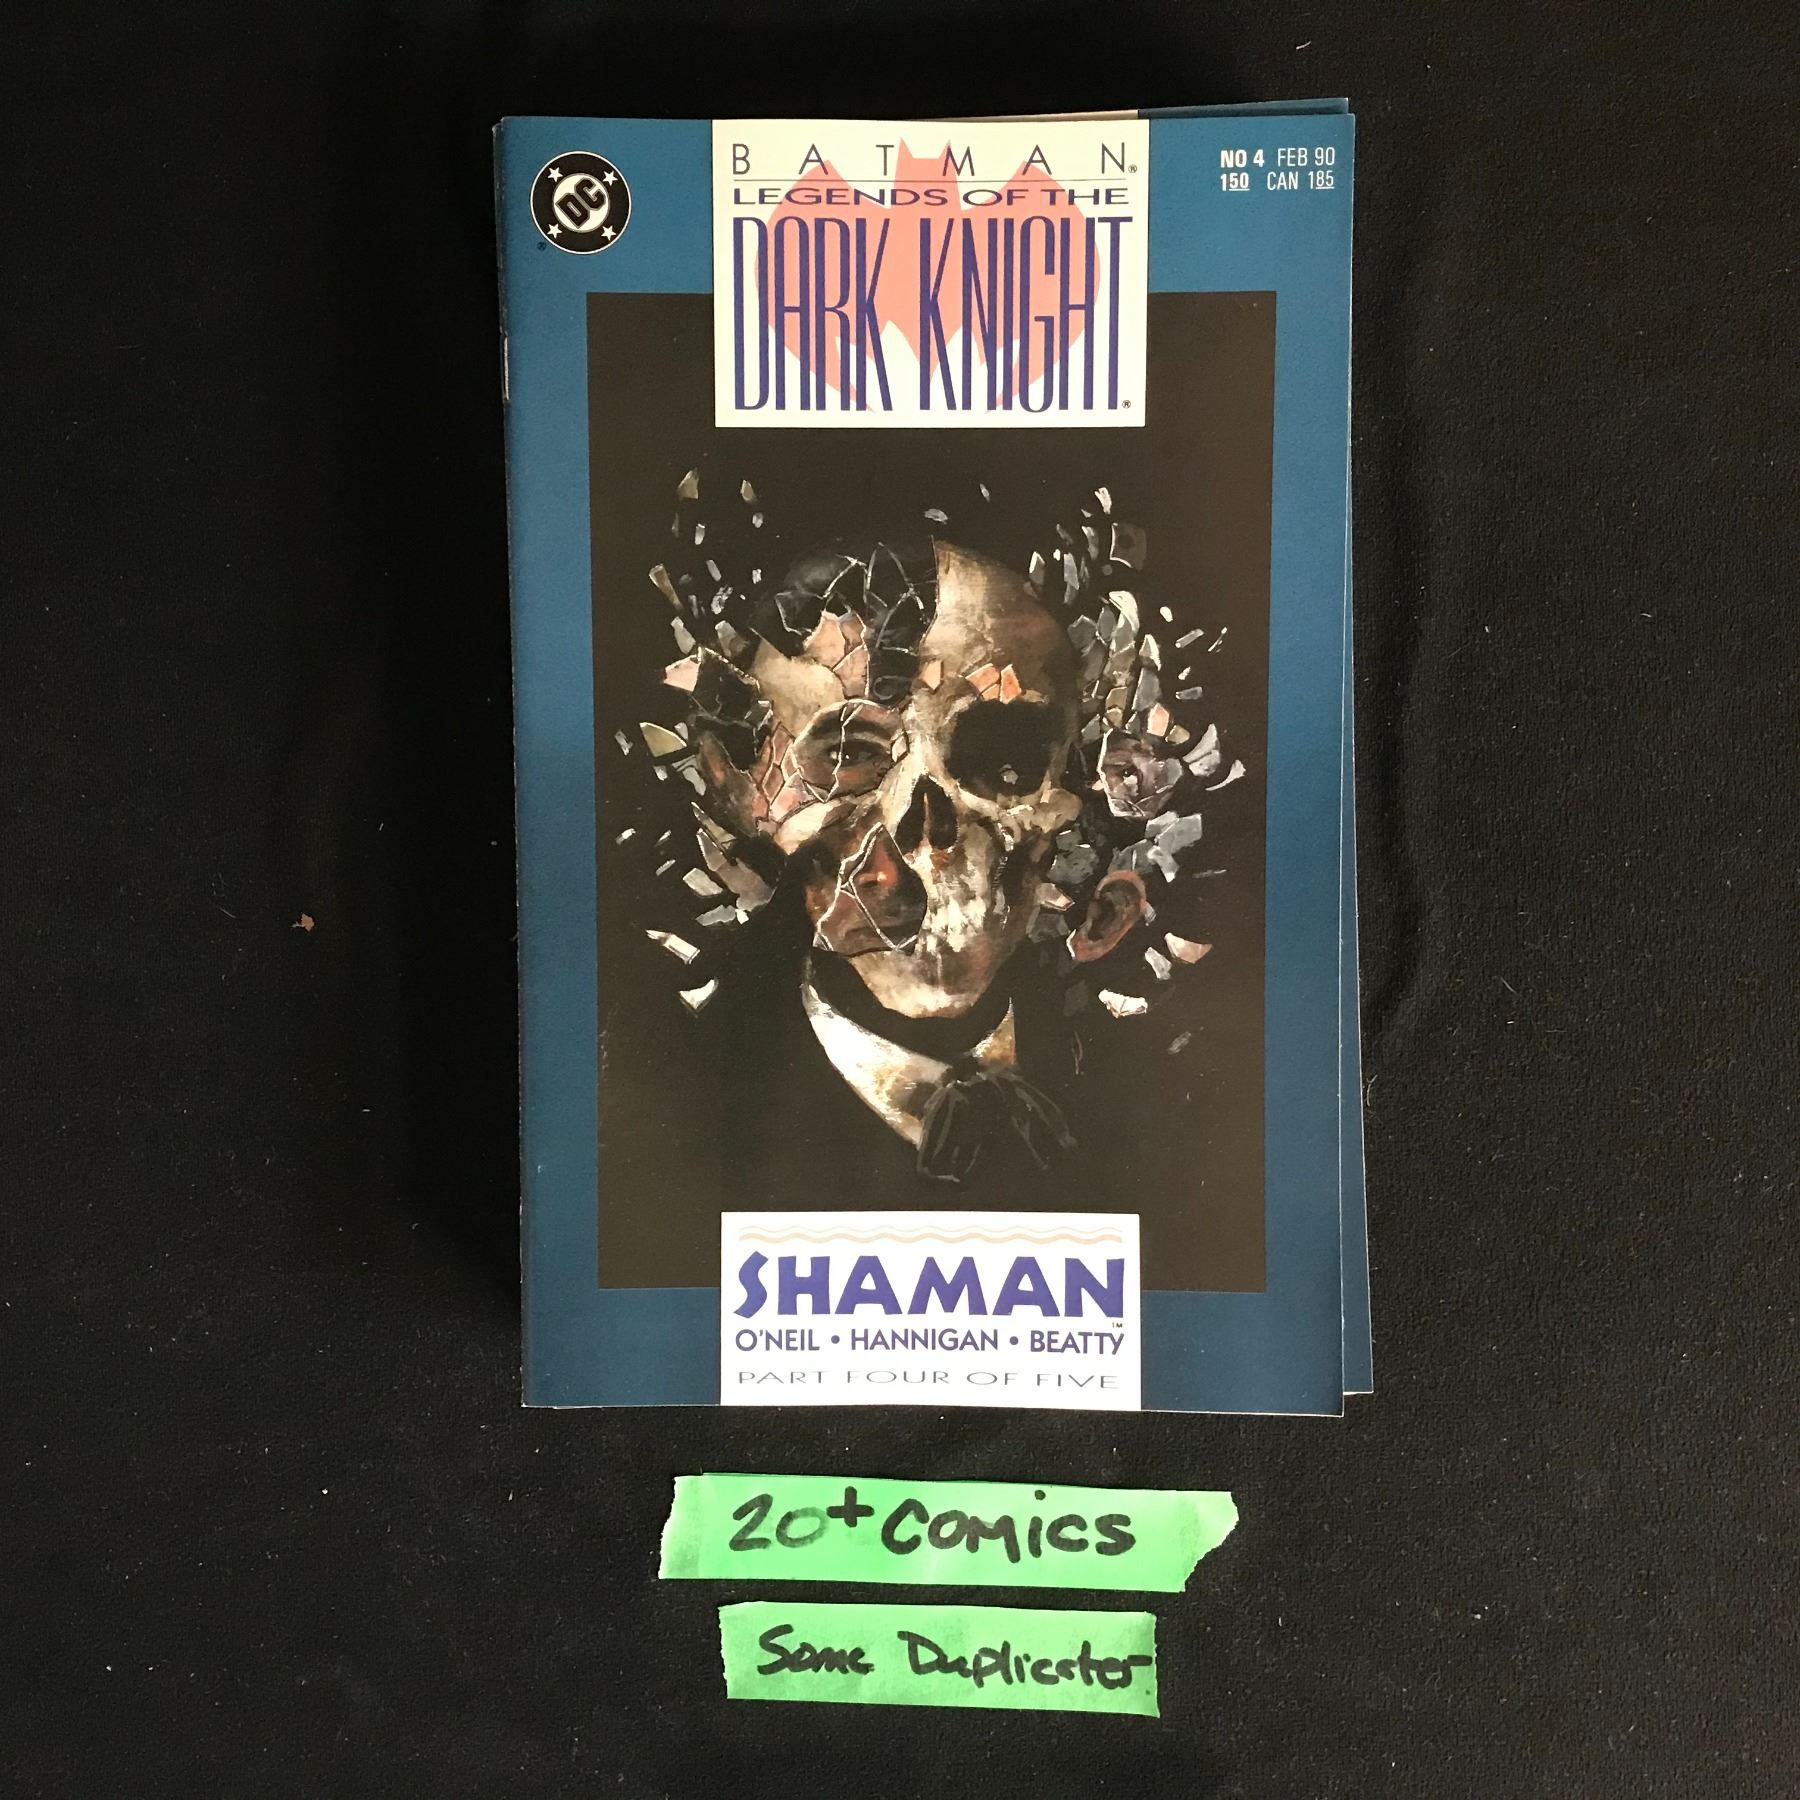 DC
®
BATMAN®
LEGENDS OF THE
DARK KNIGHT®
NO 4 FEB 90
150 CAN 185
SHAMAN™
O'NEIL • HANNIGAN • BEATTY
PART FOUR OF FIVE
20+ COMICS
Some Duplicates